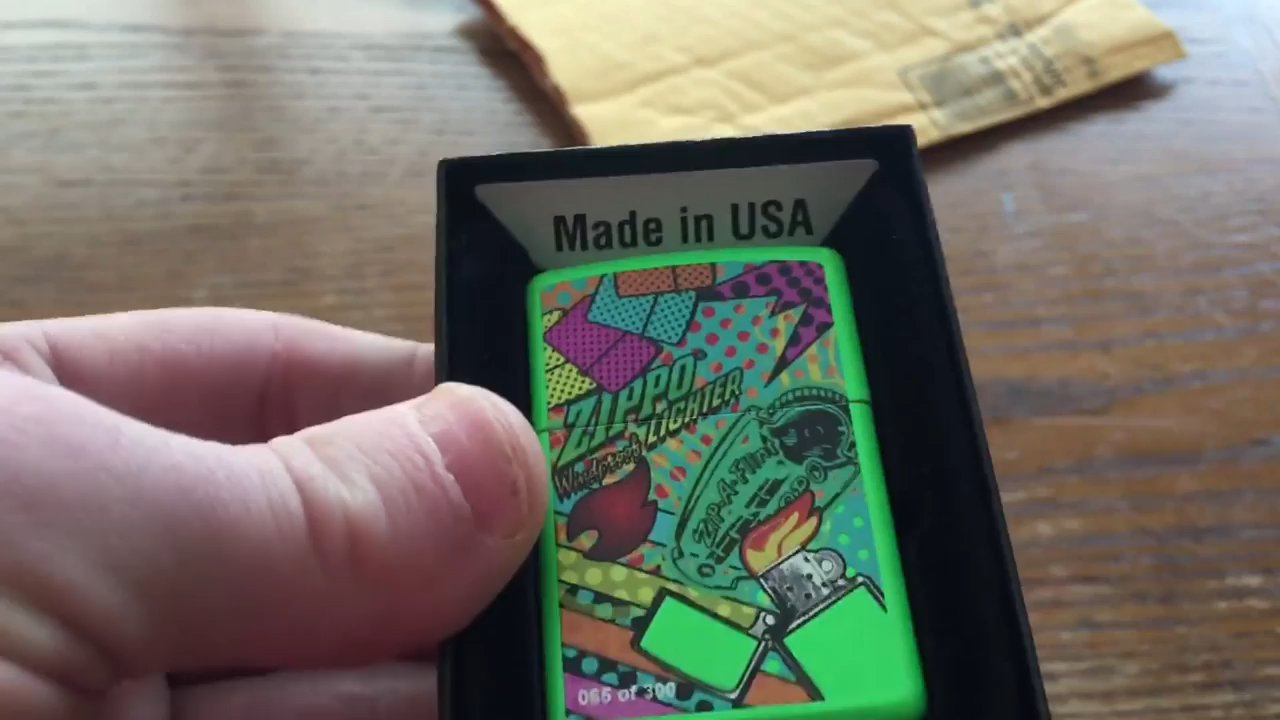 Made in USA
ZIPPO
LIGHTER
Windproof
ZIP-A-Flint
065 of 300